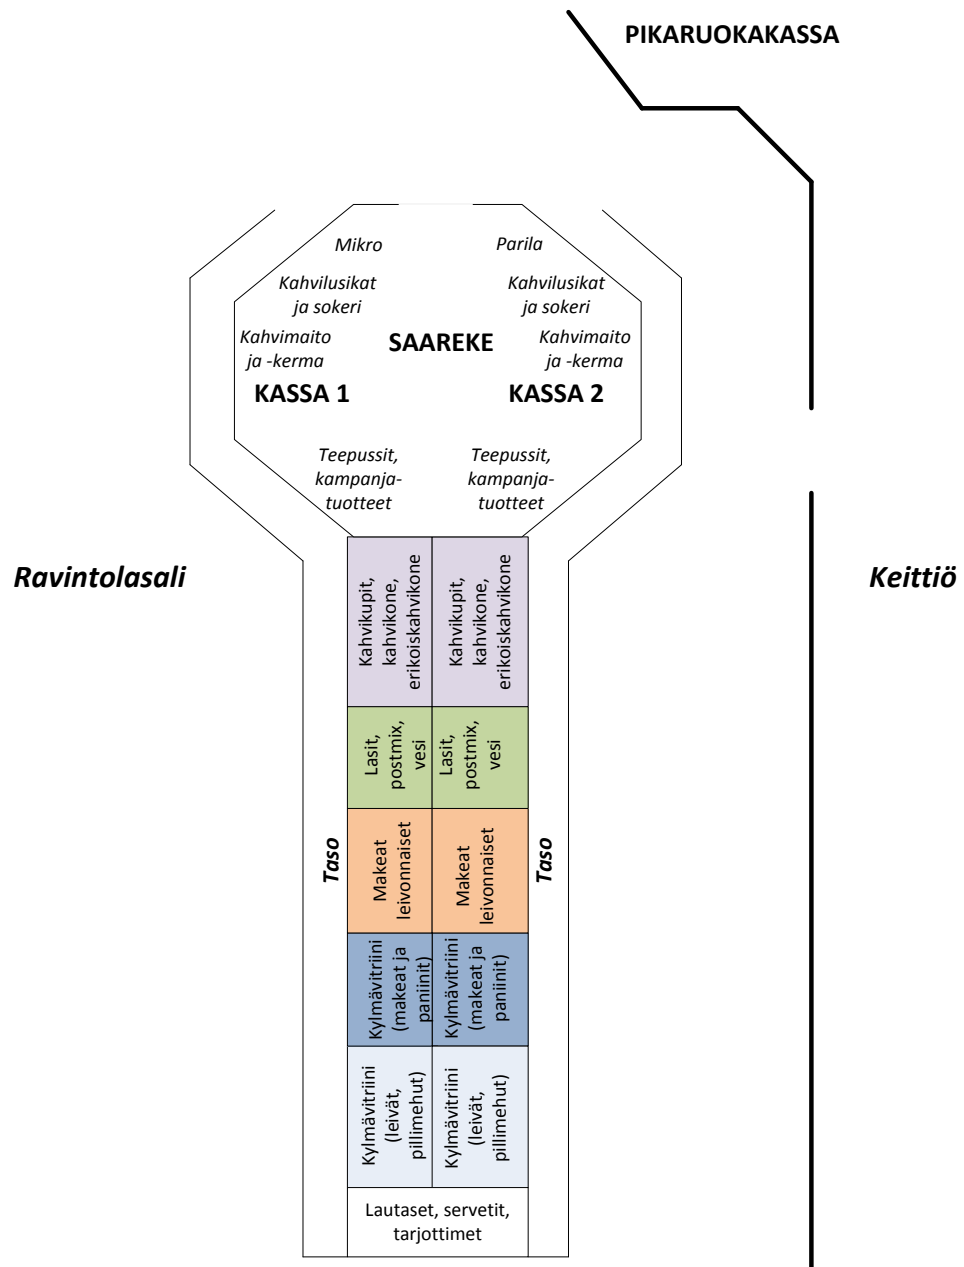 PIKARUOKAKASSA
Mikro
Parila
Kahvilusikat
ja sokeri
Kahvilusikat
ja sokeri
Kahvimaito
ja -kerma
SAAREKE
Kahvimaito
ja -kerma
KASSA 1
KASSA 2
Teepussit,
kampanja-
tuotteet
Teepussit,
kampanja-
tuotteet
Ravintolasali
Keittiö
Kahvikupit,
kahvikone,
erikoiskahvikone
Kahvikupit,
kahvikone,
erikoiskahvikone
Lasit,
postmix,
vesi
Lasit,
postmix,
vesi
Taso
Makeat
leivonnaiset
Makeat
leivonnaiset
Taso
Kylmävitriini
(makeat ja
paniinit)
Kylmävitriini
(makeat ja
paniinit)
Kylmävitriini
(leivät,
pillimehut)
Kylmävitriini
(leivät,
pillimehut)
Lautaset, servetit,
tarjottimet